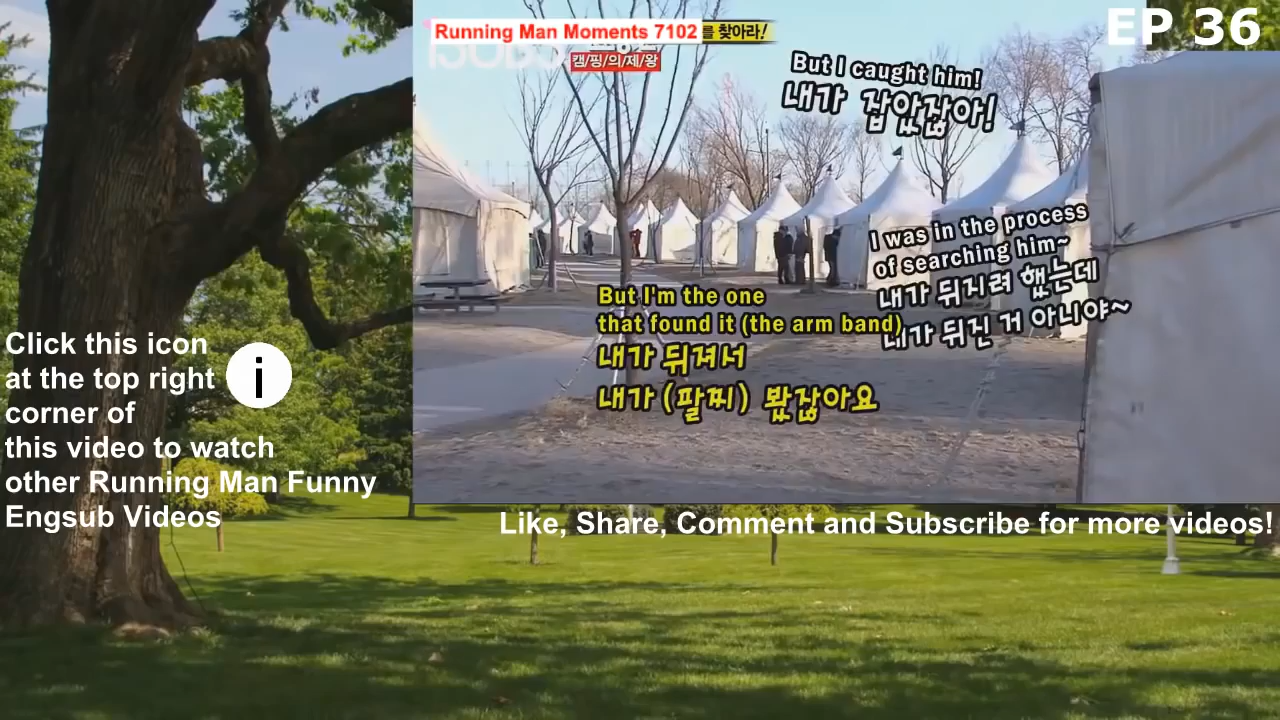 Running Man Moments 7102
를 찾아라!
EP 36
캠/핑/의/제/왕
But I caught him!
내가 잡았잖아!
I was in the process
of searching him~
내가 뒤지려 했는데
내가 뒤진 거 아니야~
But I'm the one
that found it (the arm band)
내가 뒤져서
내가 (팔찌) 봤잖아요
Click this icon
i
at the top right
corner of
this video to watch
other Running Man Funny
Engsub Videos
Like, Share, Comment and Subscribe for more videos!